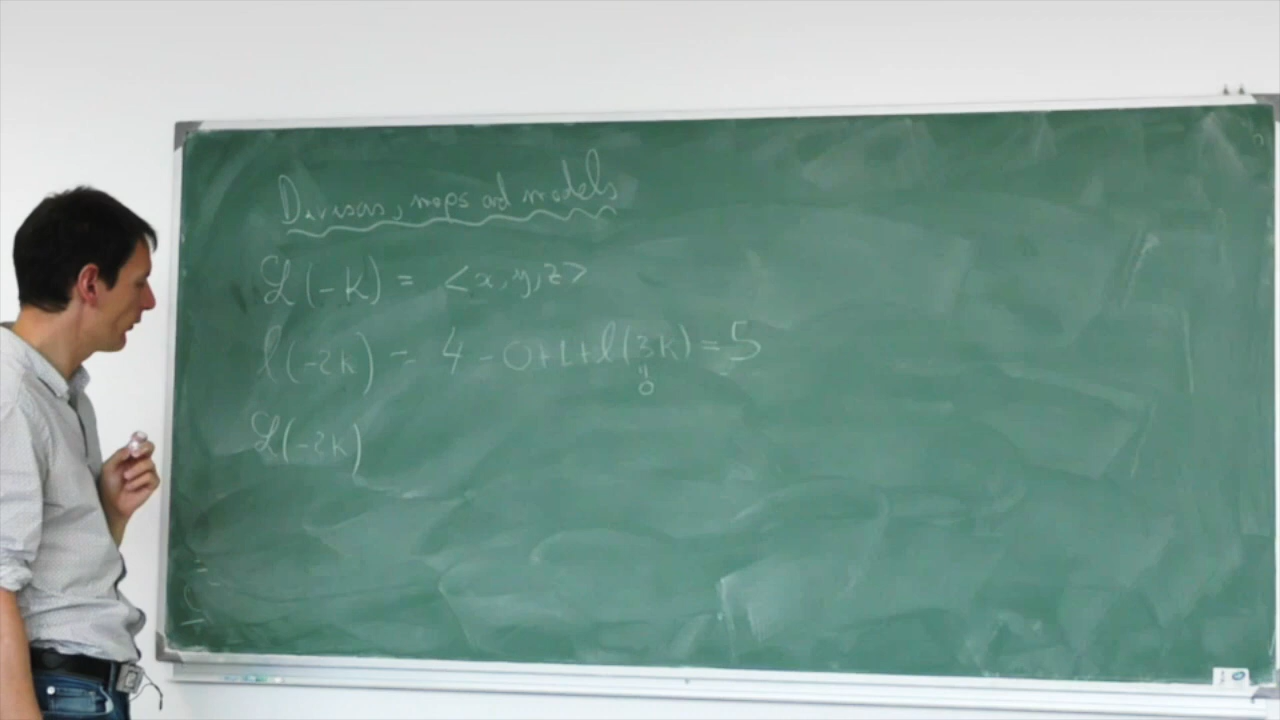 Divisors, maps and models
ℒ(-K) = <x, y, z>
ℓ(-2K) = 4 - 0 + 1 + ℓ(3K) = 5
"
0
ℒ(-2K)